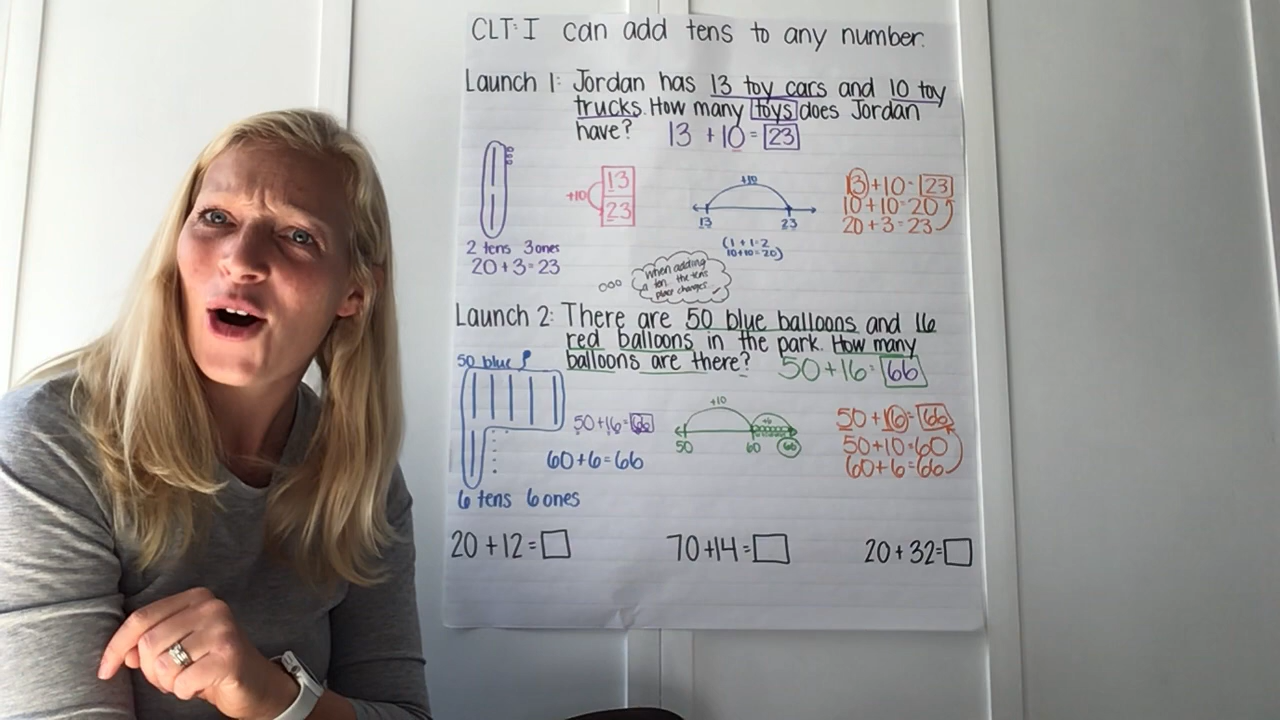 CLT: I can add tens to any number.
Launch 1: Jordan has 13 toy cars and 10 toy
trucks. How many toys does Jordan
have? 13 + 10 = 23
+10
13
23
+10
13 23
(1 + 1 = 2
10+10=20)
13+10=23
10+10=20
20+3=23
2 tens 3 ones
20+3=23
When adding
a ten the tens
place changes.
Launch 2: There are 50 blue balloons and 16
red balloons in the park. How many
balloons are there? 50+16=66
50 blue
50+16=66
60+6=66
6 tens 6 ones
+10
+6
50 60 66
50+16=66
50+10=60
60+6=66
20+12=
70+14=
20+32=